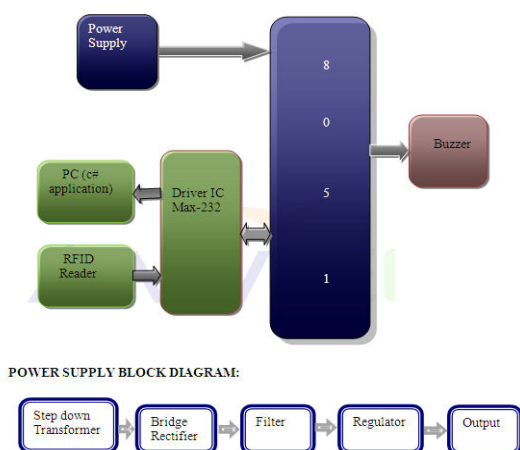 Power
Supply
8
0
5
1
Buzzer
PC (c#
application)
Driver IC
Max-232
RFID
Reader
POWER SUPPLY BLOCK DIAGRAM:
Step down
Transformer
Bridge
Rectifier
Filter
Regulator
Output